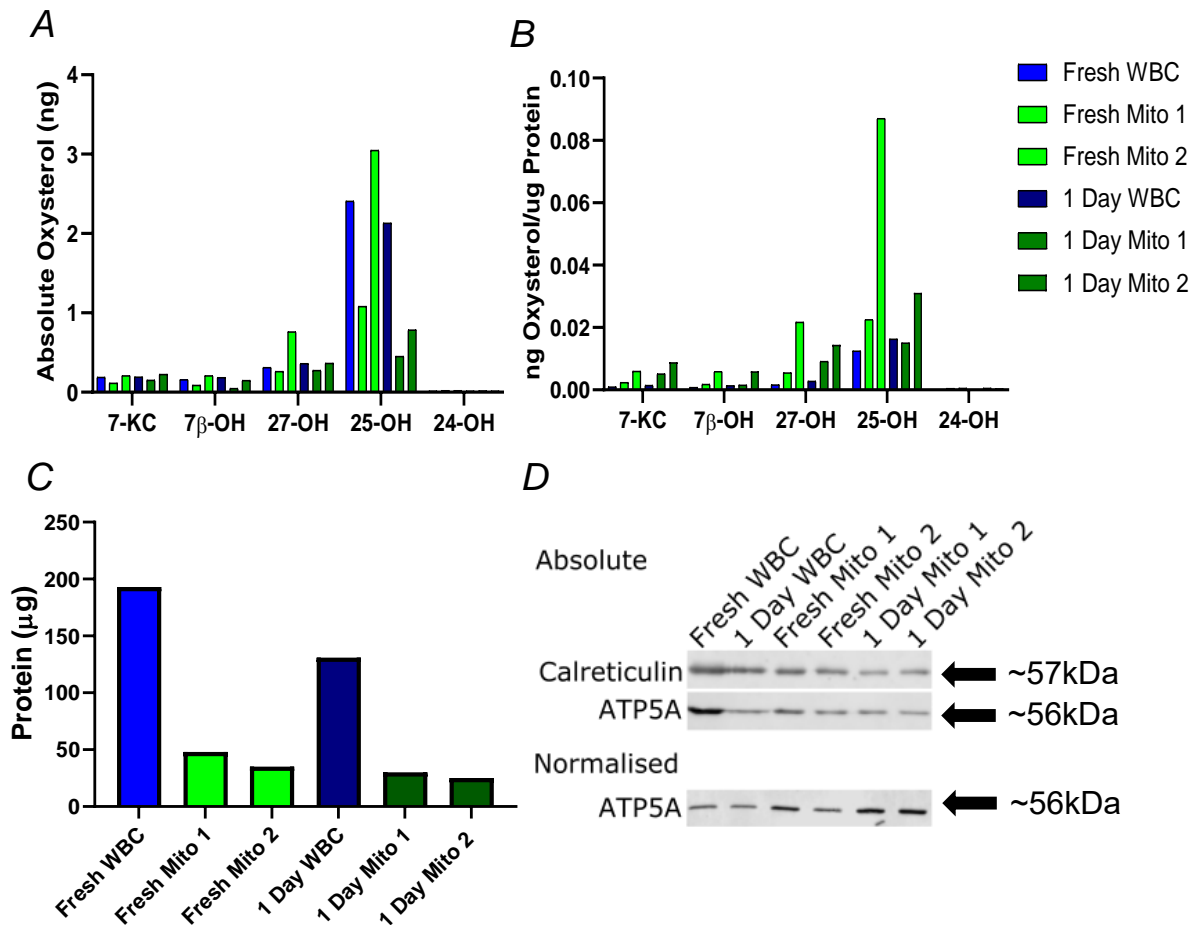 A
Absolute Oxysterol (ng)
4
3
2
1
0
7-KC 7β-OH 27-OH 25-OH 24-OH
B
ng Oxysterol/ug Protein
0.10
0.08
0.06
0.04
0.02
0.00
7-KC 7β-OH 27-OH 25-OH 24-OH
Fresh WBC
Fresh Mito 1
Fresh Mito 2
1 Day WBC
1 Day Mito 1
1 Day Mito 2
C
Protein (μg)
250
200
150
100
50
0
Fresh WBC
Fresh Mito 1
Fresh Mito 2
1 Day WBC
1 Day Mito 1
1 Day Mito 2
D
Absolute
Fresh WBC
1 Day WBC
Fresh Mito 1
Fresh Mito 2
1 Day Mito 1
1 Day Mito 2
Calreticulin ~57kDa
ATP5A ~56kDa
Normalised
ATP5A ~56kDa